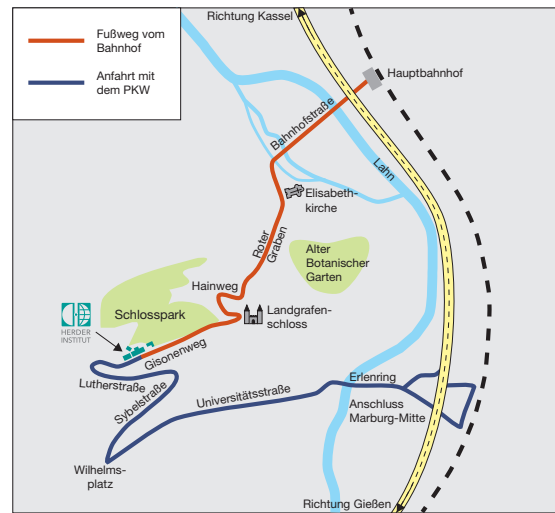 Fußweg vom
Bahnhof
Anfahrt mit
dem PKW
Richtung Kassel
Hauptbahnhof
Bahnhofstraße
Lahn
Elisabeth-
kirche
Roter
Graben
Alter
Botanischer
Garten
Hainweg
Landgrafen-
schloss
Schlosspark
HERDER
INSTITUT
Gisonenweg
Lutherstraße
Sybelstraße
Universitätsstraße
Erlenring
Anschluss
Marburg-Mitte
Wilhelms-
platz
Richtung Gießen